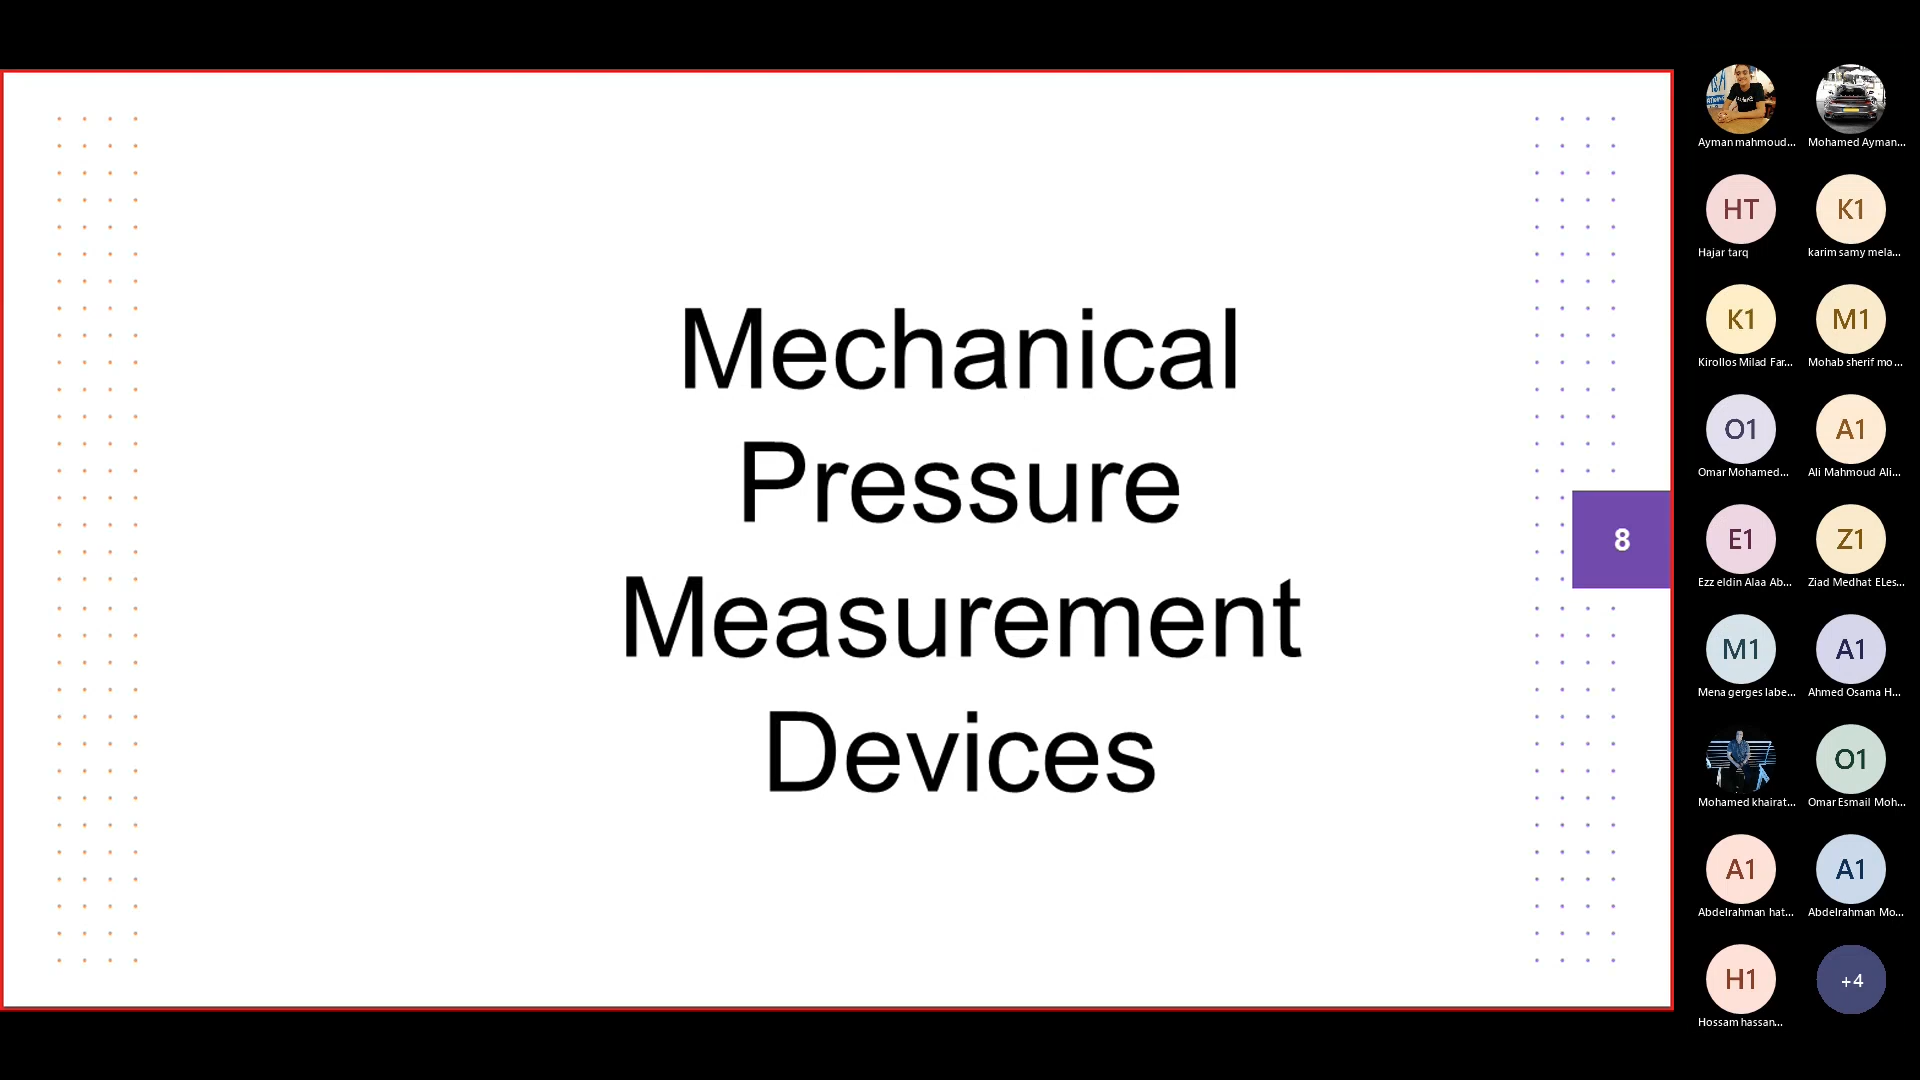 Mechanical
Pressure
Measurement
Devices
8
Ayman mahmoud...
Mohamed Ayman...
HT
Hajar tarq
K1
karim samy mela...
K1
Kirollos Milad Far...
M1
Mohab sherif mo...
O1
Omar Mohamed...
A1
Ali Mahmoud Ali...
E1
Ezz eldin Alaa Ab...
Z1
Ziad Medhat ELes...
M1
Mena gerges labe...
A1
Ahmed Osama H...
Mohamed khairat...
O1
Omar Esmail Moh...
A1
Abdelrahman hat...
A1
Abdelrahman Mo...
H1
Hossam hassan...
+4